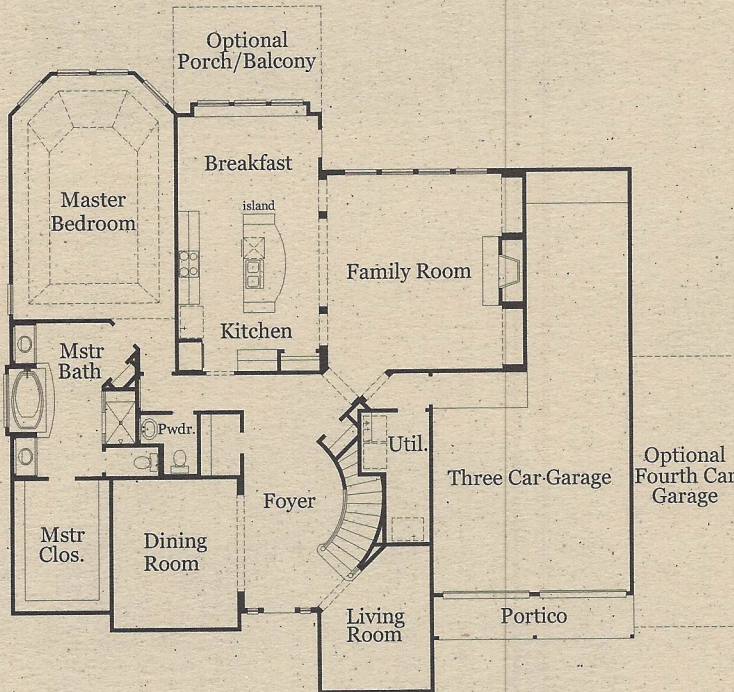 Optional
Porch/Balcony
Breakfast
island
Master
Bedroom
Family Room
Kitchen
Mstr
Bath
Pwdr.
Util.
Optional
Fourth Car
Garage
Three Car Garage
Foyer
Mstr
Clos.
Dining
Room
Living
Room
Portico